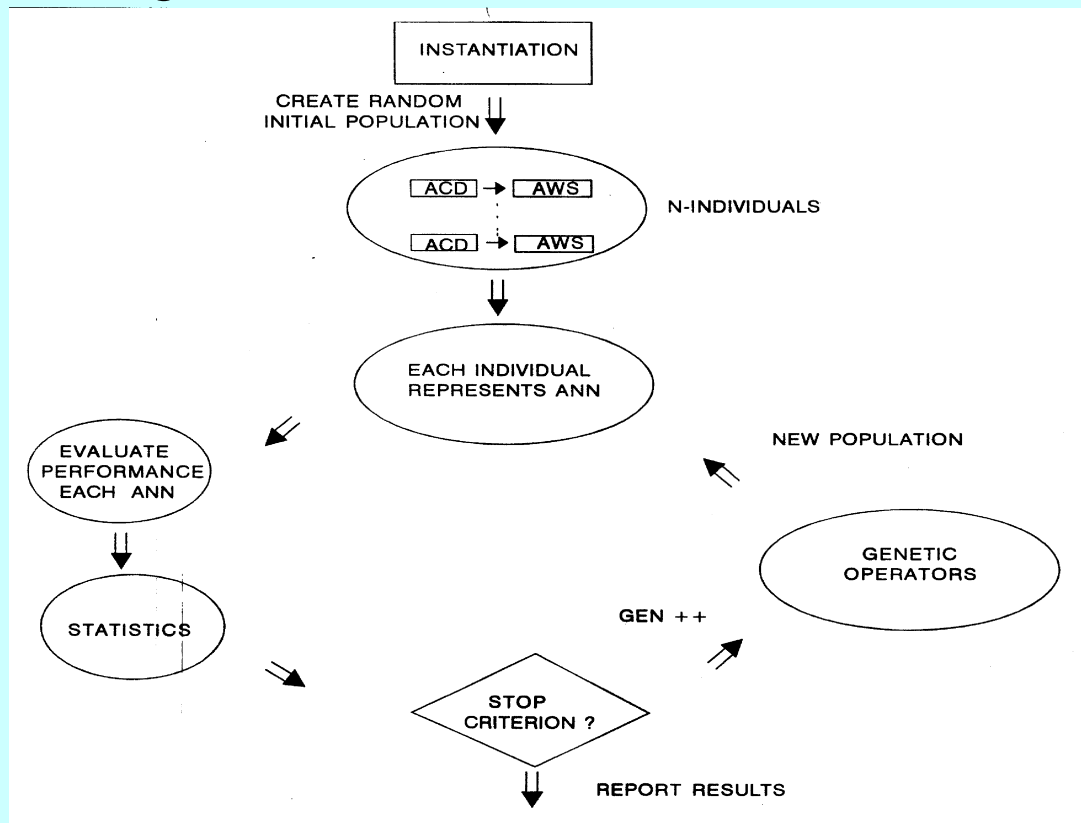 INSTANTIATION
CREATE RANDOM
INITIAL POPULATION
ACD
AWS
N-INDIVIDUALS
ACD
AWS
EACH INDIVIDUAL
REPRESENTS ANN
EVALUATE
PERFORMANCE
EACH ANN
NEW POPULATION
GENETIC
OPERATORS
STATISTICS
GEN ++
STOP
CRITERION ?
REPORT RESULTS